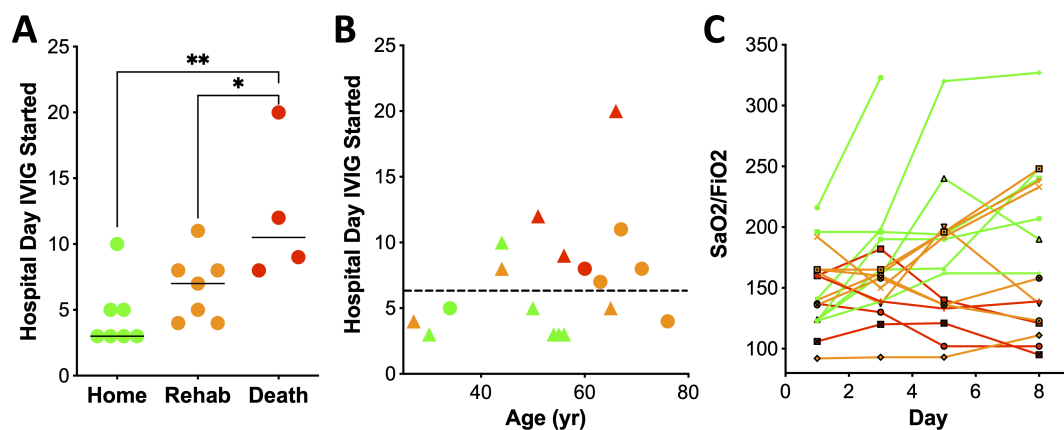 A
Hospital Day IVIG Started
25
20
15
10
5
0
**
*
Home Rehab Death
B
Hospital Day IVIG Started
25
20
15
10
5
0
40 60 80
Age (yr)
C
SaO2/FiO2
350
300
250
200
150
100
0 2 4 6 8
Day